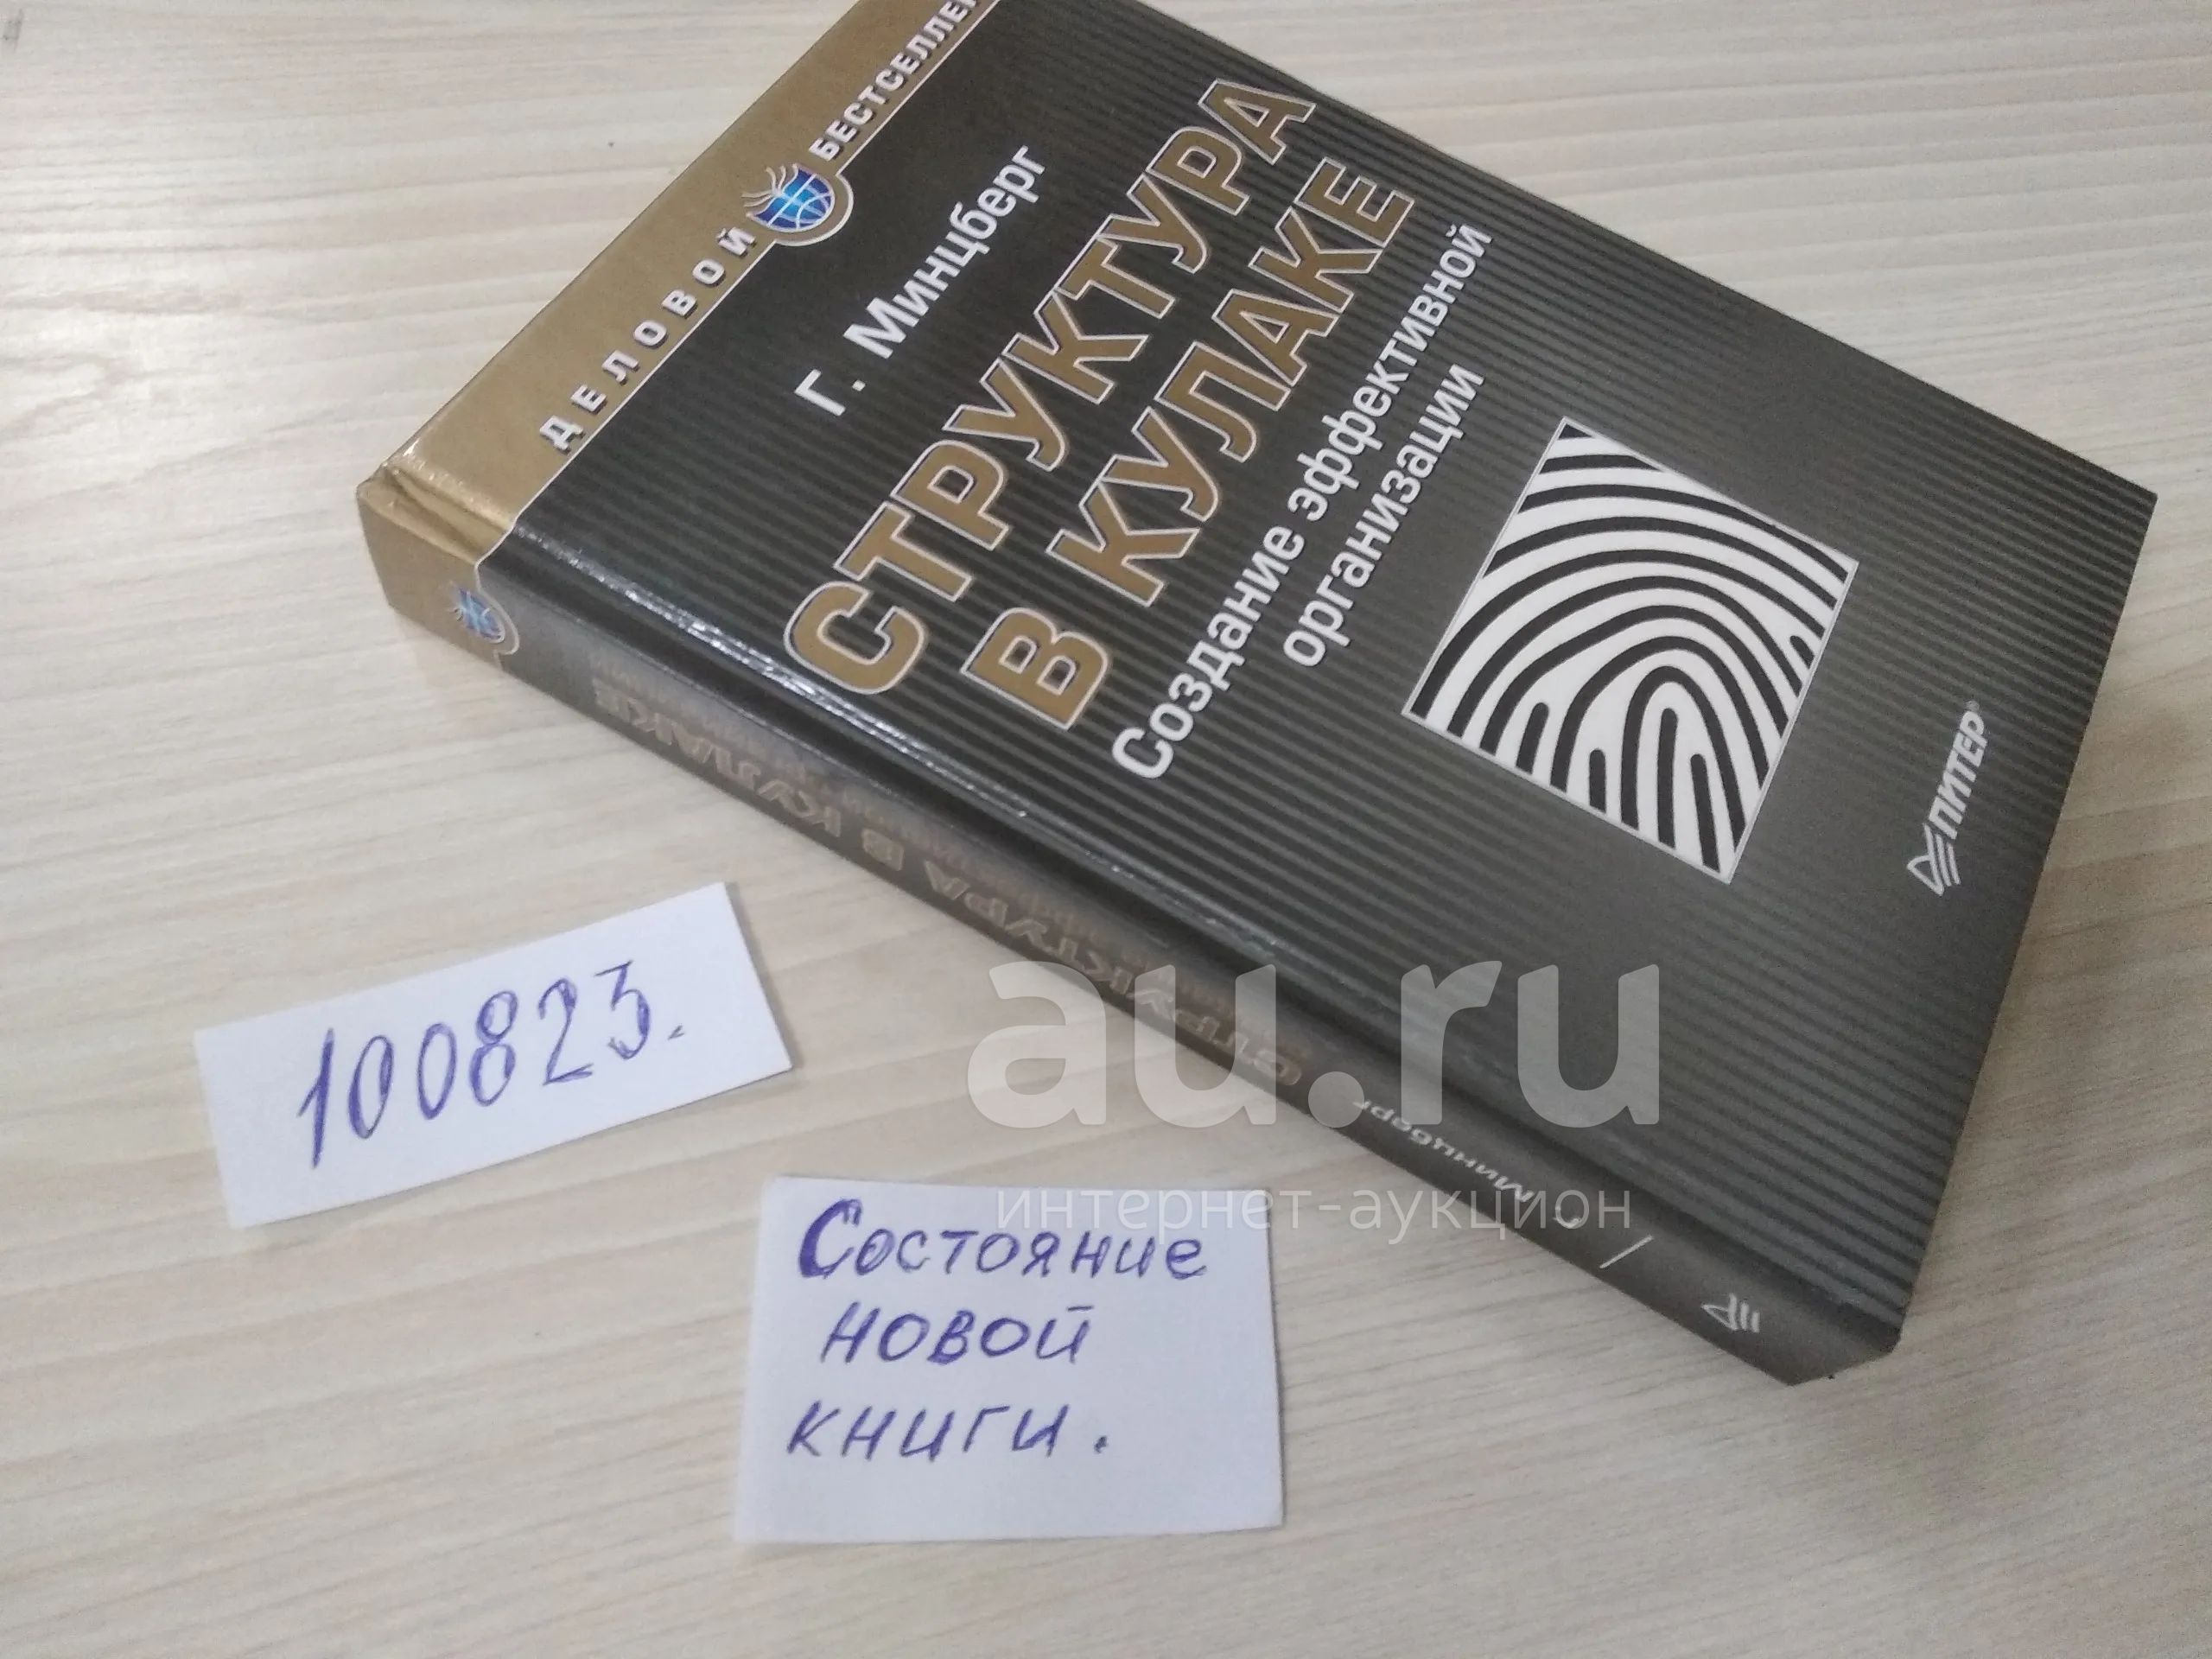 ДЕЛОВОЙ БЕСТСЕЛЛЕР
Г. Минцберг
СТРУКТУРА
В КУЛАКЕ
Создание эффективной
организации
ПИТЕР®
СТРУКТУРА В КУЛАКЕ
Г. Минцберг
100823.
Состояние
новой
книги.
au.ru
интернет-аукцион